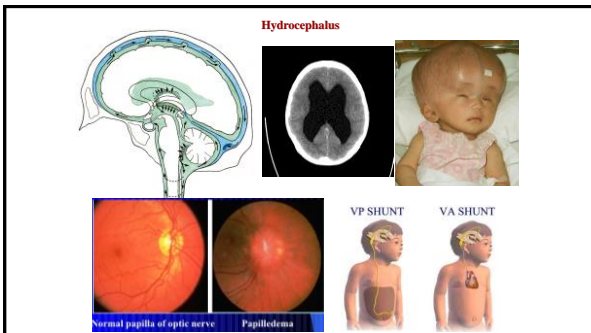 Hydrocephalus
VP SHUNT
VA SHUNT
Normal papilla of optic nerve
Papilledema